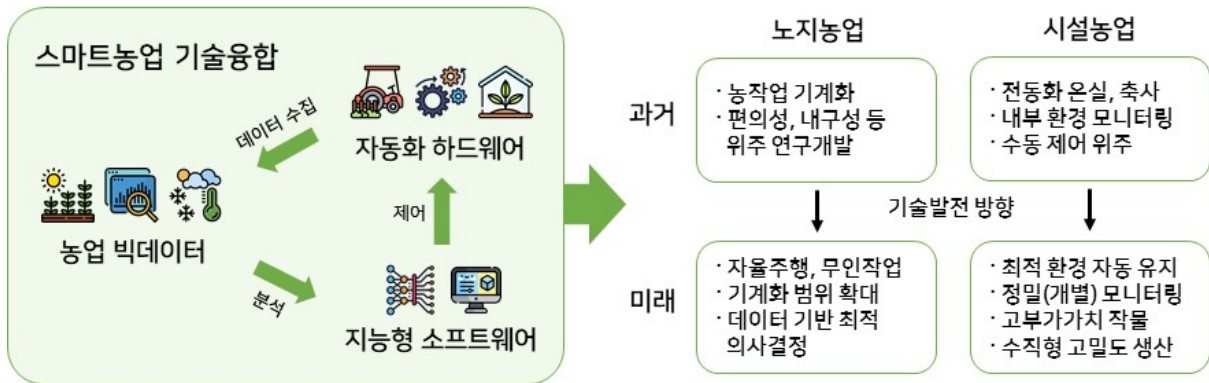 스마트농업 기술융합
데이터 수집
자동화 하드웨어
농업 빅데이터
제어
분석
지능형 소프트웨어
노지농업
시설농업
과거
· 농작업 기계화
· 편의성, 내구성 등
위주 연구개발
· 전동화 온실, 축사
· 내부 환경 모니터링
· 수동 제어 위주
기술발전 방향
미래
· 자율주행, 무인작업
· 기계화 범위 확대
· 데이터 기반 최적
의사결정
· 최적 환경 자동 유지
· 정밀(개별) 모니터링
· 고부가가치 작물
· 수직형 고밀도 생산